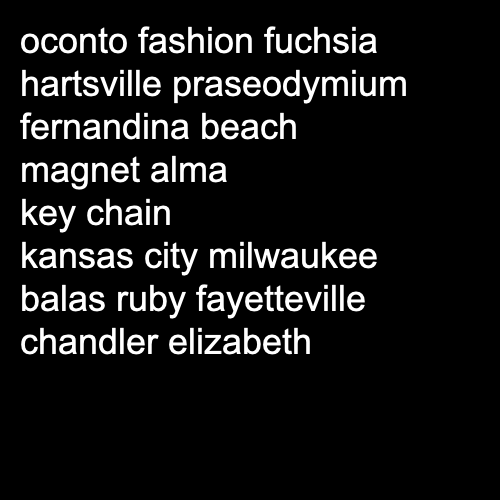 oconto fashion fuchsia
hartsville praseodymium
fernandina beach
magnet alma
key chain
kansas city milwaukee
balas ruby fayetteville
chandler elizabeth